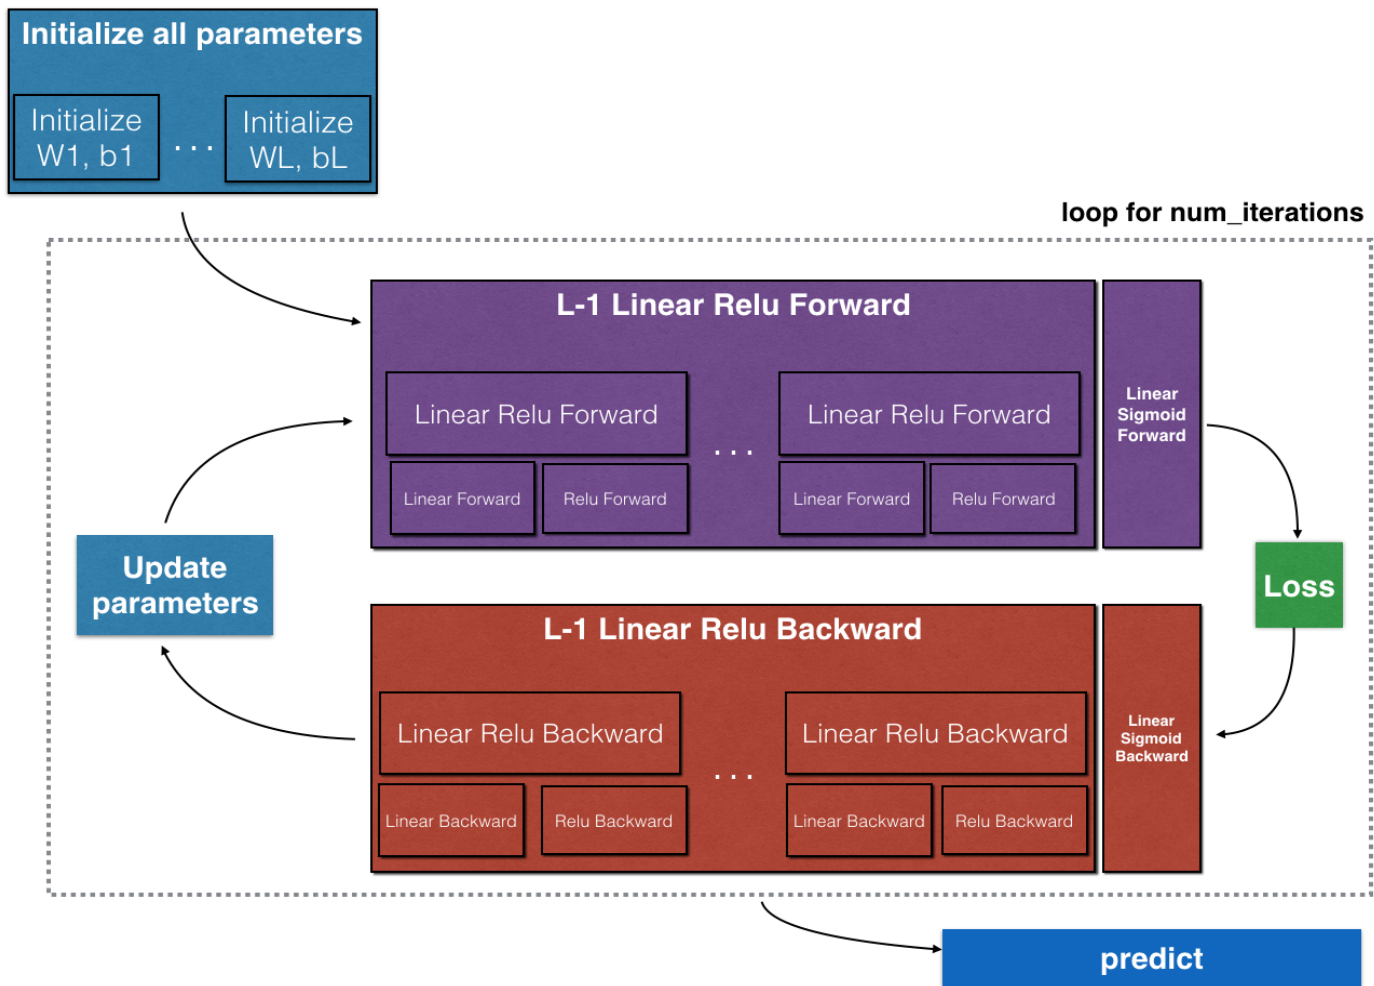 Initialize all parameters
Initialize
W1, b1
. . .
Initialize
WL, bL
loop for num_iterations
L-1 Linear Relu Forward
Linear Relu Forward
. . .
Linear Relu Forward
Linear Forward
Relu Forward
Linear Forward
Relu Forward
Linear
Sigmoid
Forward
Update
parameters
Loss
L-1 Linear Relu Backward
Linear Relu Backward
. . .
Linear Relu Backward
Linear Backward
Relu Backward
Linear Backward
Relu Backward
Linear
Sigmoid
Backward
predict